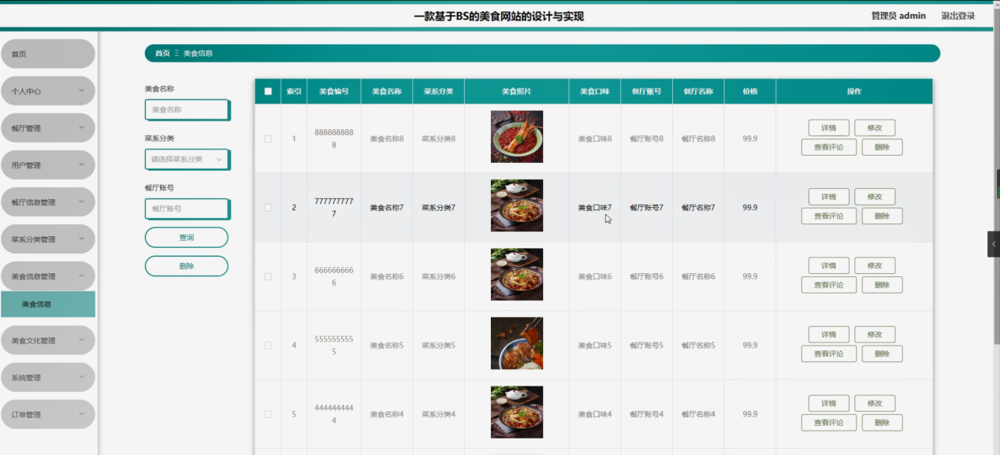 一款基于BS的美食网站的设计与实现
管理员 admin 退出登录
首页
个人中心
餐厅管理
用户管理
餐厅信息管理
菜系分类管理
美食信息管理
美食信息
美食文化管理
系统管理
订单管理
首页 Ξ 美食信息
美食名称
美食名称
菜系分类
请选择菜系分类
餐厅账号
餐厅账号
查询
删除
索引 美食编号 美食名称 菜系分类 美食照片 美食口味 餐厅账号 餐厅名称 价格 操作
1 8888888888 美食名称8 菜系分类8 美食口味8 餐厅账号8 餐厅名称8 99.9 详情 修改
查看评论 删除
2 7777777777 美食名称7 菜系分类7 美食口味7 餐厅账号7 餐厅名称7 99.9 详情 修改
查看评论 删除
3 6666666666 美食名称6 菜系分类6 美食口味6 餐厅账号6 餐厅名称6 99.9 详情 修改
查看评论 删除
4 5555555555 美食名称5 菜系分类5 美食口味5 餐厅账号5 餐厅名称5 99.9 详情 修改
查看评论 删除
5 4444444444 美食名称4 菜系分类4 美食口味4 餐厅账号4 餐厅名称4 99.9 详情 修改
查看评论 删除